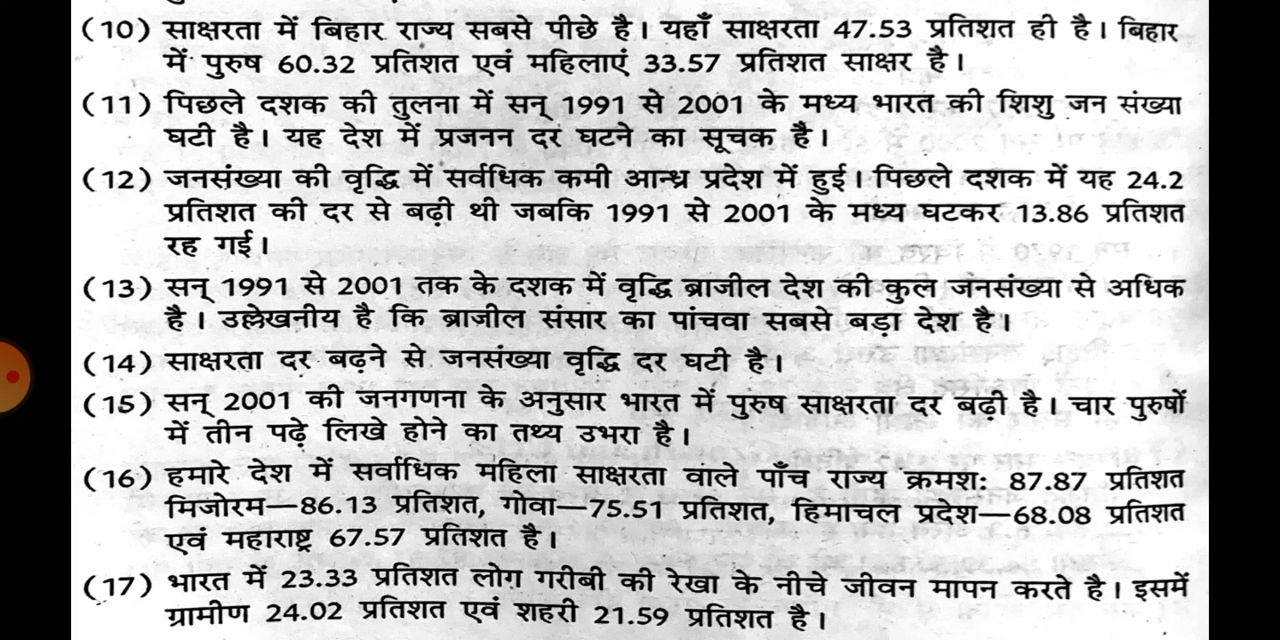 (10) साक्षरता में बिहार राज्य सबसे पीछे है। यहाँ साक्षरता 47.53 प्रतिशत ही है। बिहार
में पुरुष 60.32 प्रतिशत एवं महिलाएं 33.57 प्रतिशत साक्षर है।
(11) पिछले दशक की तुलना में सन् 1991 से 2001 के मध्य भारत की शिशु जन संख्या
घटी है। यह देश में प्रजनन दर घटने का सूचक है।
(12) जनसंख्या की वृद्धि में सर्वधिक कमी आन्ध्र प्रदेश में हुई। पिछले दशक में यह 24.2
प्रतिशत की दर से बढ़ी थी जबकि 1991 से 2001 के मध्य घटकर 13.86 प्रतिशत
रह गई।
(13) सन् 1991 से 2001 तक के दशक में वृद्धि ब्राजील देश की कुल जनसंख्या से अधिक
है। उल्लेखनीय है कि ब्राजील संसार का पांचवा सबसे बड़ा देश है।
(14) साक्षरता दर बढ़ने से जनसंख्या वृद्धि दर घटी है।
(15) सन् 2001 की जनगणना के अनुसार भारत में पुरुष साक्षरता दर बढ़ी है। चार पुरुषों
में तीन पढ़े लिखे होने का तथ्य उभरा है।
(16) हमारे देश में सर्वाधिक महिला साक्षरता वाले पाँच राज्य क्रमशः 87.87 प्रतिशत
मिजोरम—86.13 प्रतिशत, गोवा—75.51 प्रतिशत, हिमाचल प्रदेश—68.08 प्रतिशत
एवं महाराष्ट्र 67.57 प्रतिशत है।
(17) भारत में 23.33 प्रतिशत लोग गरीबी की रेखा के नीचे जीवन मापन करते है। इसमें
ग्रामीण 24.02 प्रतिशत एवं शहरी 21.59 प्रतिशत है।